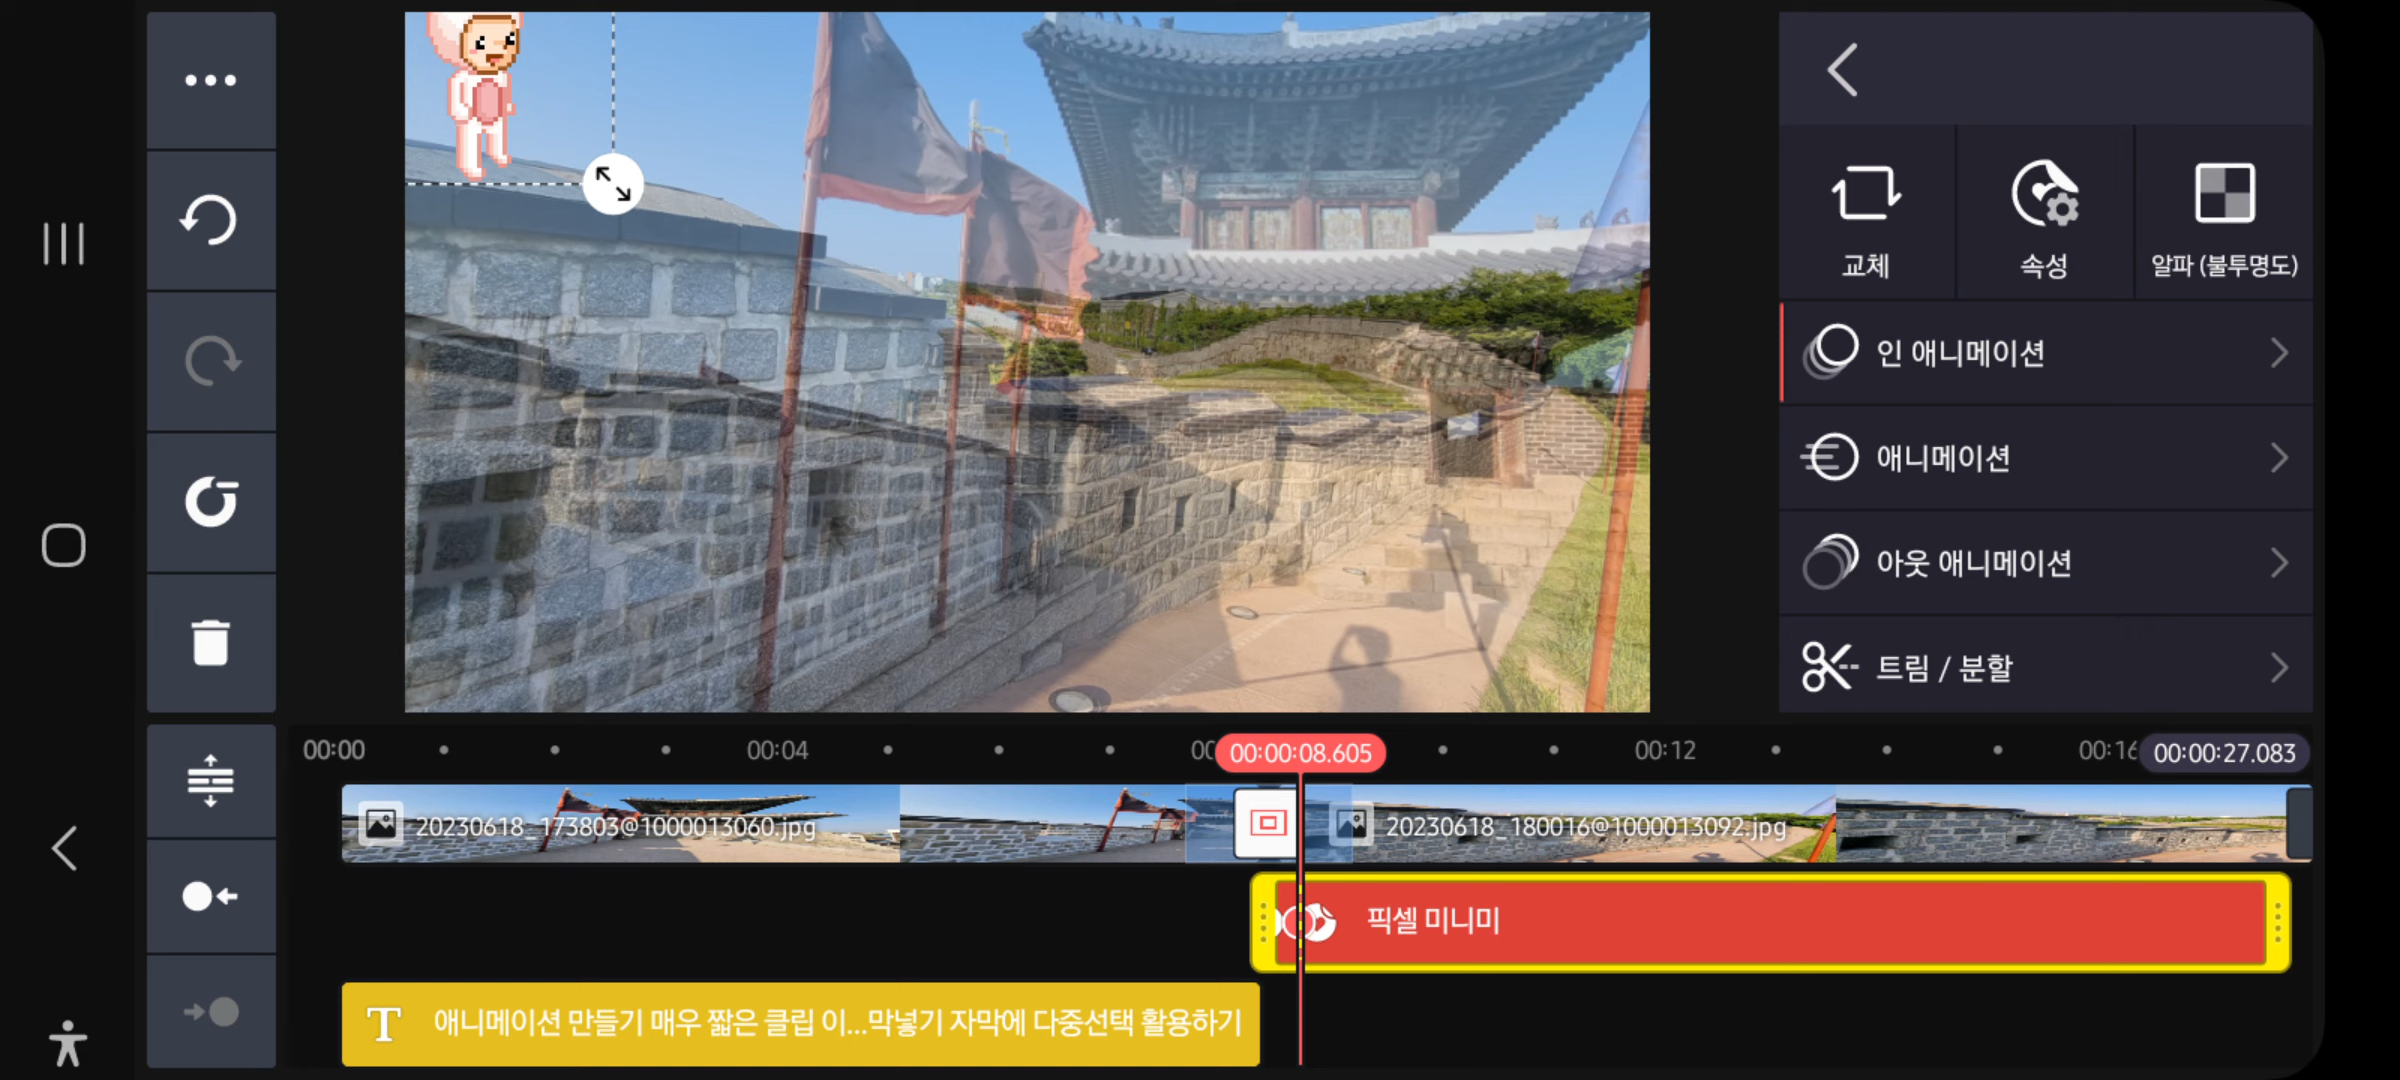 교체
속성
알파 (불투명도)
인 애니메이션
애니메이션
아웃 애니메이션
트림 / 분할
00:00
00:04
00:00:08.605
00:12
00:16
00:00:27.083
20230618_173803@1000013060.jpg
20230618_180016@1000013092.jpg
픽셀 미니미
T
애니메이션 만들기 매우 짧은 클립 이...막넣기 자막에 다중선택 활용하기